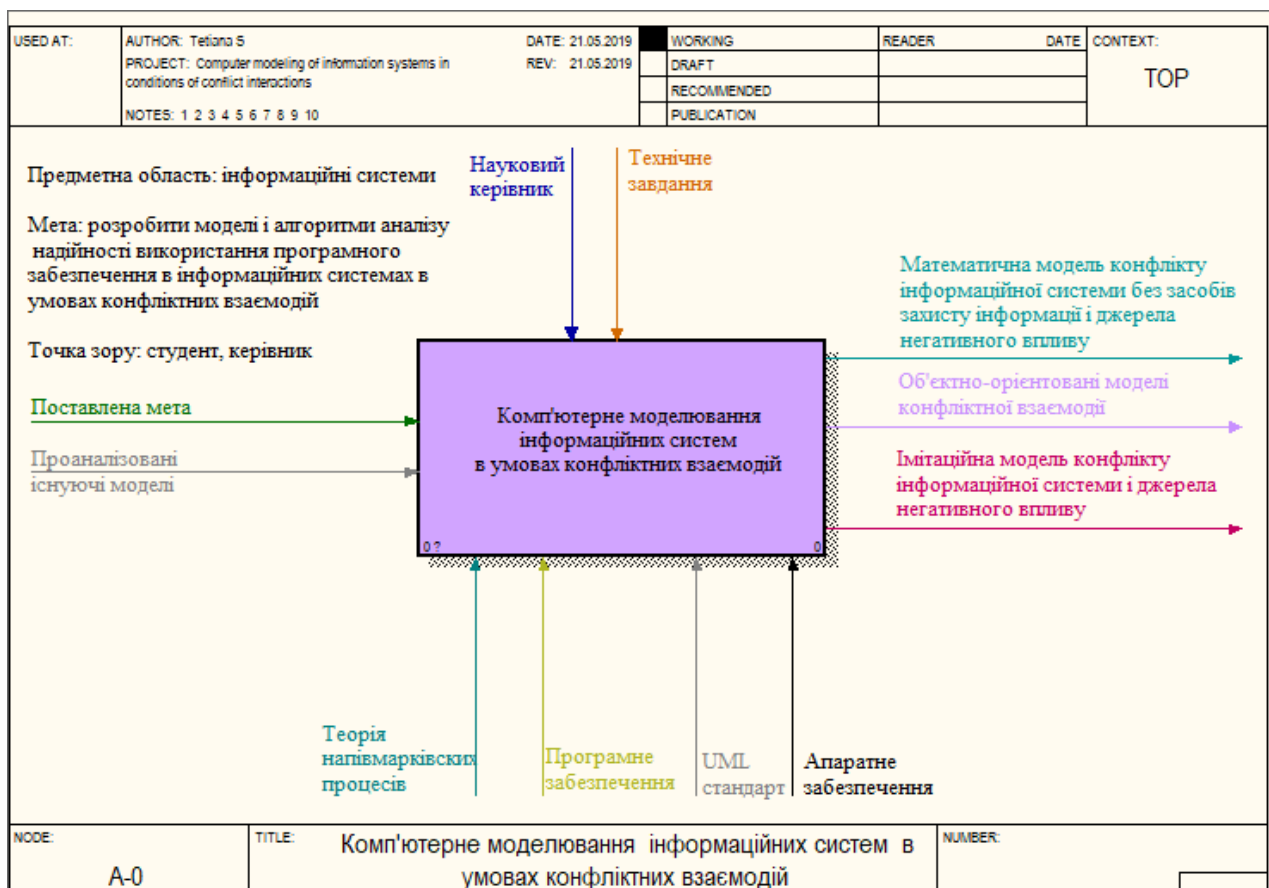 USED AT:
AUTHOR: Tetiana S
DATE: 21.05.2019
PROJECT: Computer modeling of information systems in
conditions of conflict interactions
REV: 21.05.2019
NOTES: 1 2 3 4 5 6 7 8 9 10
WORKING
DRAFT
RECOMMENDED
PUBLICATION
READER
DATE
CONTEXT:
TOP
Предметна область: інформаційні системи
Мета: розробити моделі і алгоритми аналізу
надійності використання програмного
забезпечення в інформаційних системах в
умовах конфліктних взаємодій
Точка зору: студент, керівник
Науковий
керівник
Технічне
завдання
Поставлена мета
Проаналізовані
існуючі моделі
Комп'ютерне моделювання
інформаційних систем
в умовах конфліктних взаємодій
0 ?
0
Математична модель конфлікту
інформаційної системи без засобів
захисту інформації і джерела
негативного впливу
Об'єктно-орієнтовані моделі
конфліктної взаємодії
Імітаційна модель конфлікту
інформаційної системи і джерела
негативного впливу
Теорія
напівмарківских
процесів
Програмне
забезпечення
UML
стандарт
Апаратне
забезпечення
NODE:
A-0
TITLE:
Комп'ютерне моделювання інформаційних систем в
умовах конфліктних взаємодій
NUMBER: